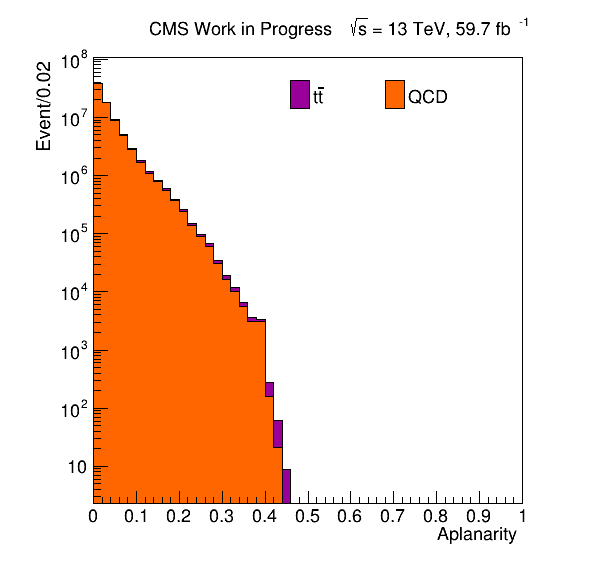 CMS Work in Progress √s = 13 TeV, 59.7 fb⁻¹
Event/0.02
10⁸
10⁷
10⁶
10⁵
10⁴
10³
10²
10
tt̄
QCD
0 0.1 0.2 0.3 0.4 0.5 0.6 0.7 0.8 0.9 1
Aplanarity